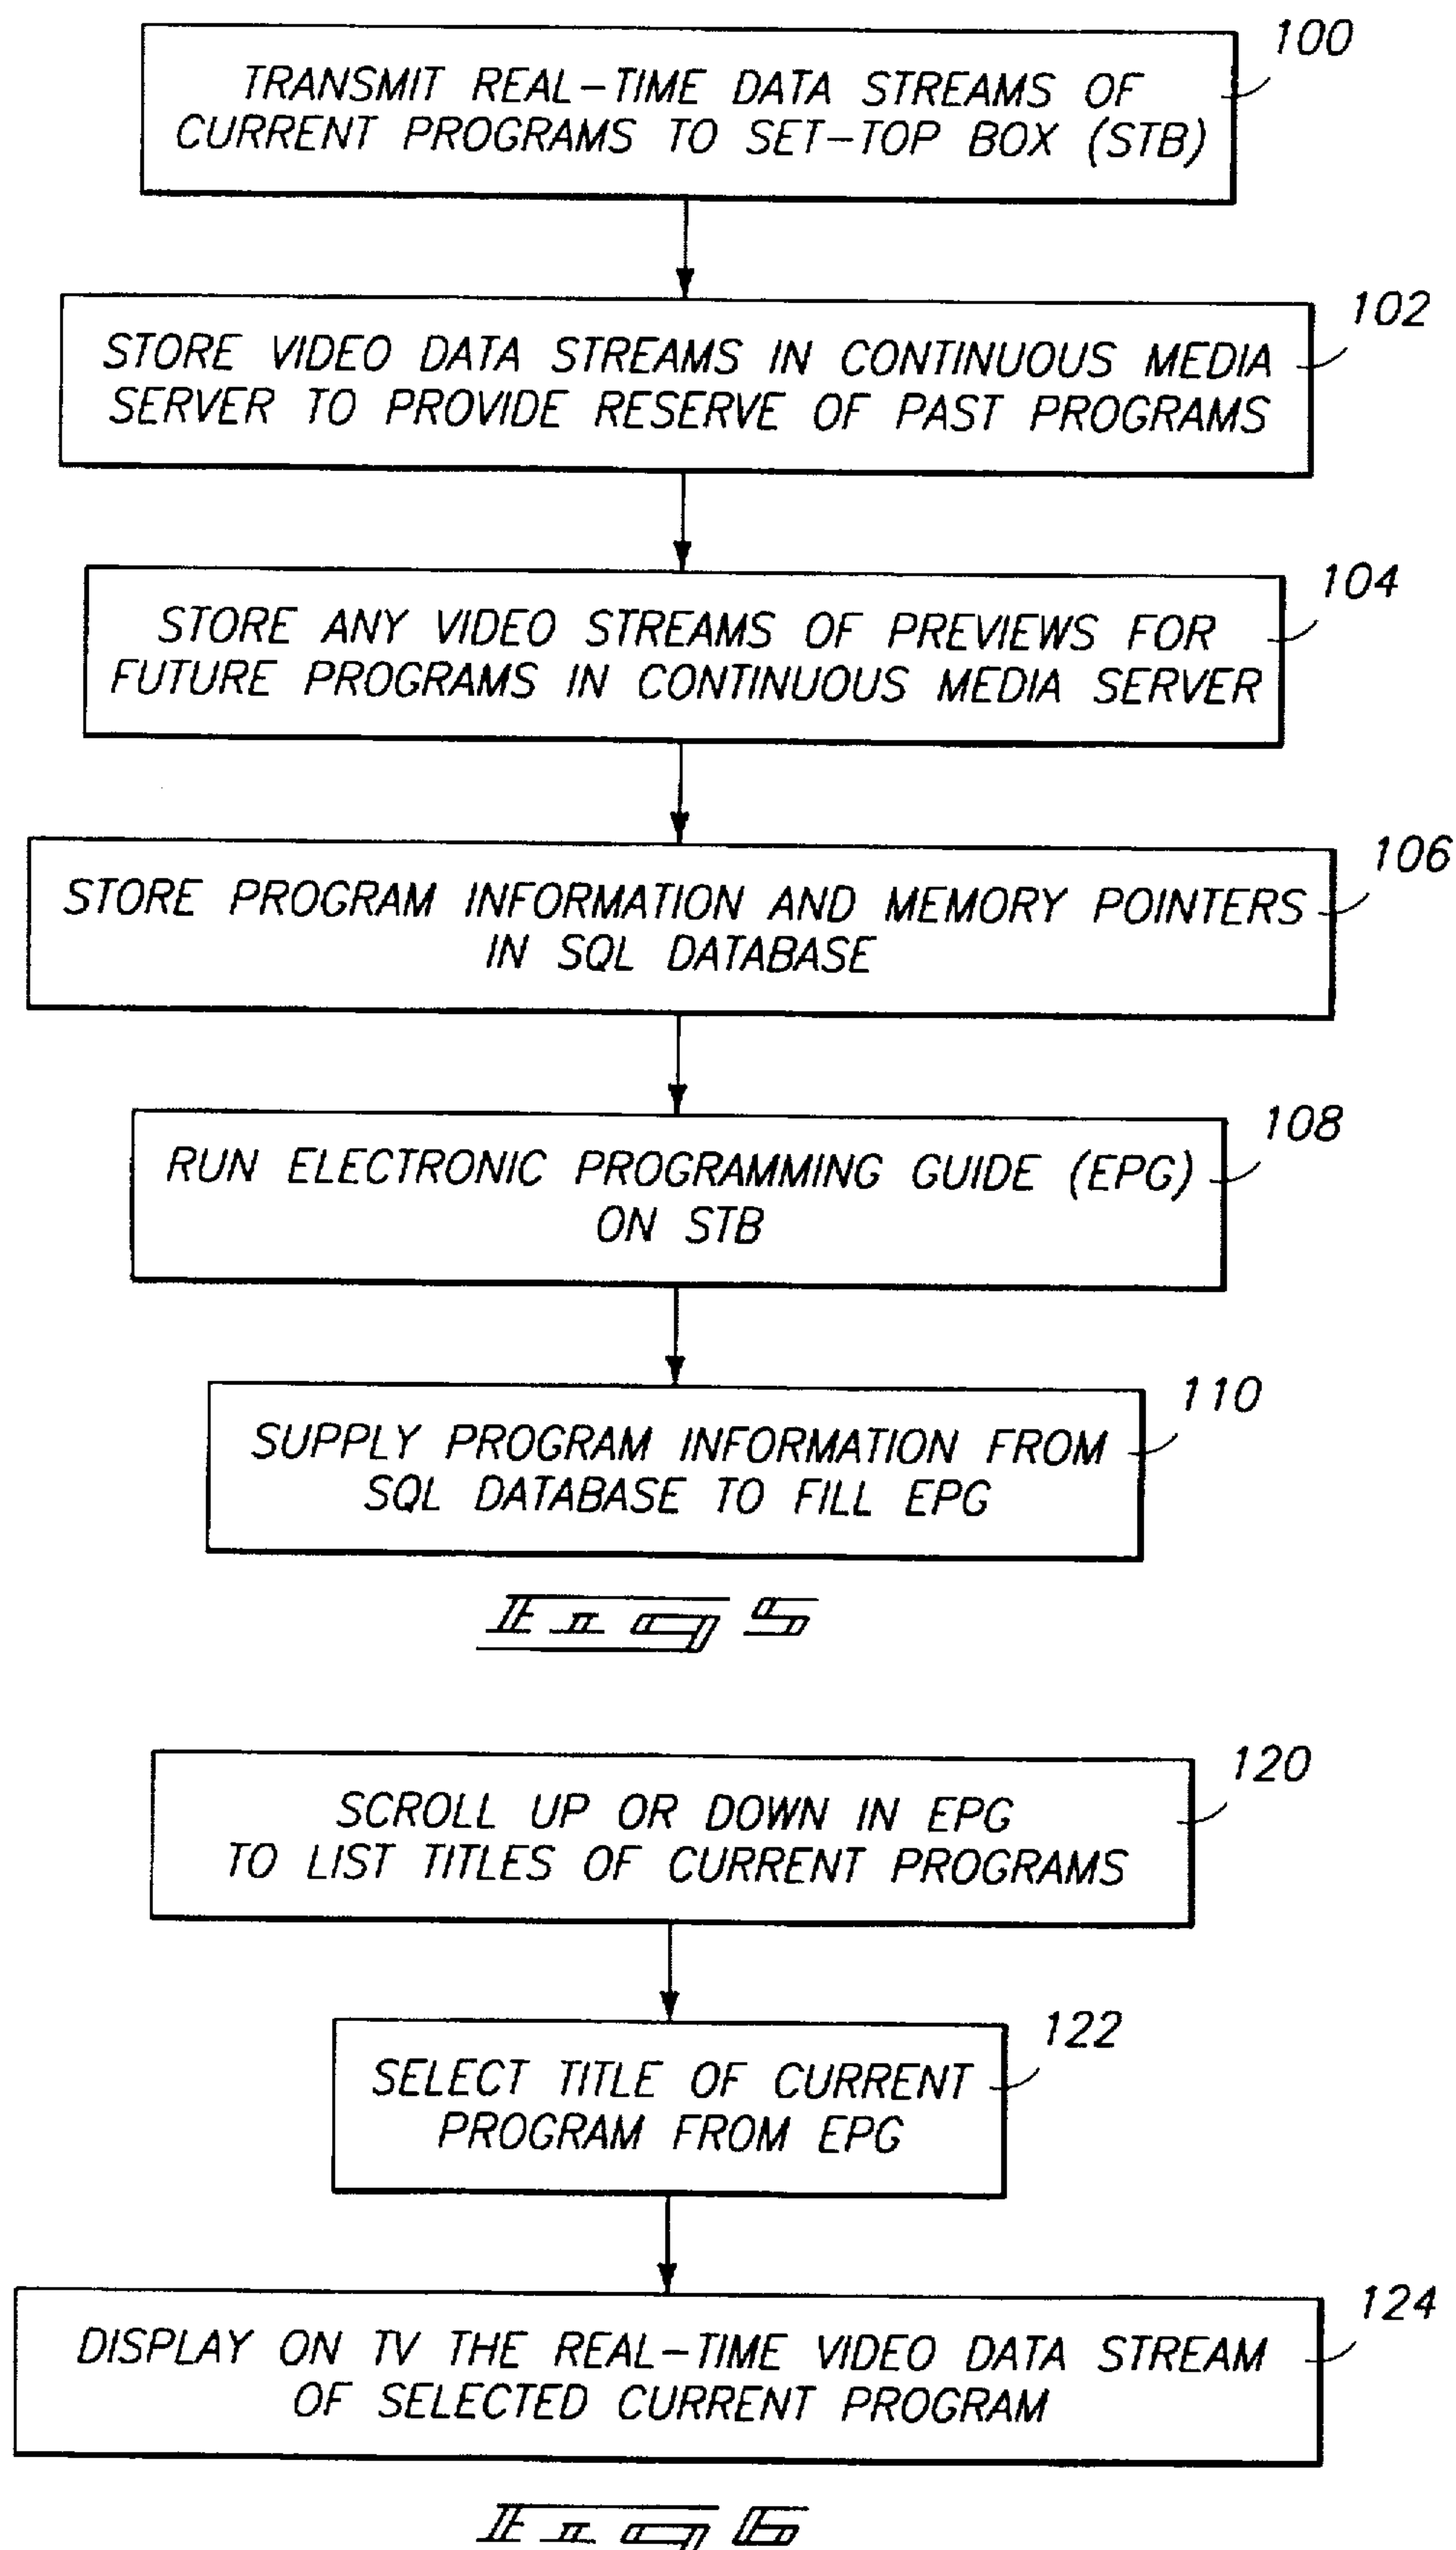 100
TRANSMIT REAL-TIME DATA STREAMS OF
CURRENT PROGRAMS TO SET-TOP BOX (STB)
102
STORE VIDEO DATA STREAMS IN CONTINUOUS MEDIA
SERVER TO PROVIDE RESERVE OF PAST PROGRAMS
104
STORE ANY VIDEO STREAMS OF PREVIEWS FOR
FUTURE PROGRAMS IN CONTINUOUS MEDIA SERVER
106
STORE PROGRAM INFORMATION AND MEMORY POINTERS
IN SQL DATABASE
108
RUN ELECTRONIC PROGRAMMING GUIDE (EPG)
ON STB
110
SUPPLY PROGRAM INFORMATION FROM
SQL DATABASE TO FILL EPG
Fig 5
120
SCROLL UP OR DOWN IN EPG
TO LIST TITLES OF CURRENT PROGRAMS
122
SELECT TITLE OF CURRENT
PROGRAM FROM EPG
124
DISPLAY ON TV THE REAL-TIME VIDEO DATA STREAM
OF SELECTED CURRENT PROGRAM
Fig 6